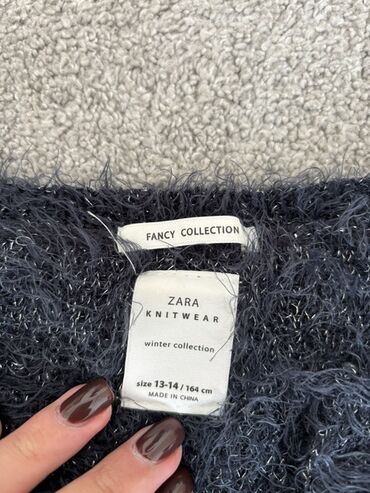 FANCY COLLECTION
ZARA
KNITWEAR
winter collection
size 13-14 / 164 cm
MADE IN CHINA